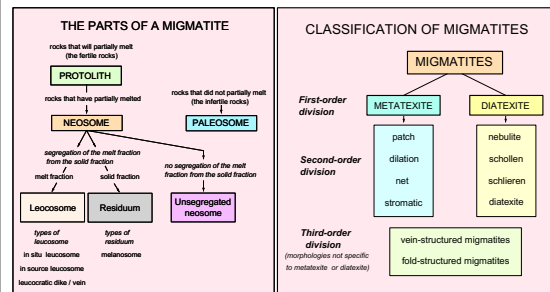 THE PARTS OF A MIGMATITE
rocks that will partially melt
(the fertile rocks)
PROTOLITH
rocks that have partially melted
rocks that did not partially melt
(the infertile rocks)
NEOSOME
PALEOSOME
segregation of the melt fraction
from the solid fraction
no segregation of the melt
fraction from the solid fraction
melt fraction
solid fraction
Leocosome
Residuum
Unsegregated
neosome
types of
leucosome
in situ leucosome
in source leucosome
leucocratic dike / vein
types of
residuum
melanosome
CLASSIFICATION OF MIGMATITES
MIGMATITES
First-order
division
METATEXITE
DIATEXITE
Second-order
division
patch
dilation
net
stromatic
nebulite
schollen
schlieren
diatexite
Third-order
division
(morphologies not specific
to metatexite or diatexite)
vein-structured migmatites
fold-structured migmatites